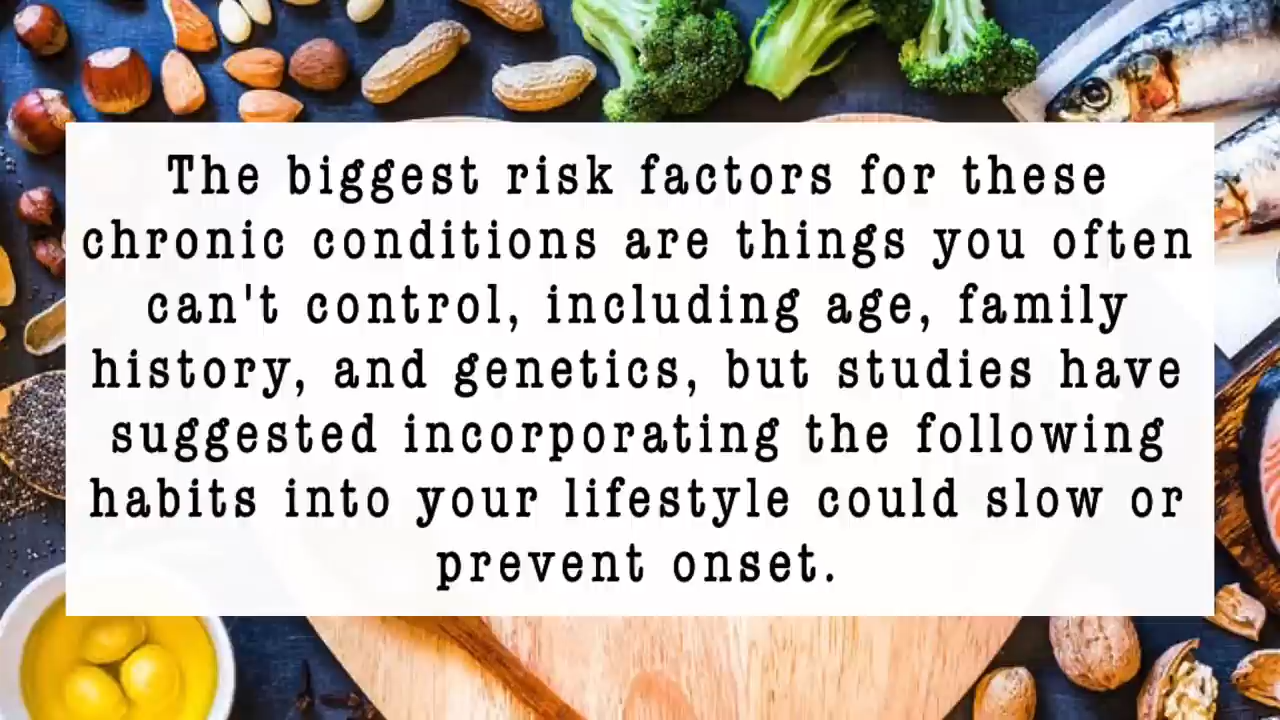 The biggest risk factors for these
chronic conditions are things you often
can't control, including age, family
history, and genetics, but studies have
suggested incorporating the following
habits into your lifestyle could slow or
prevent onset.